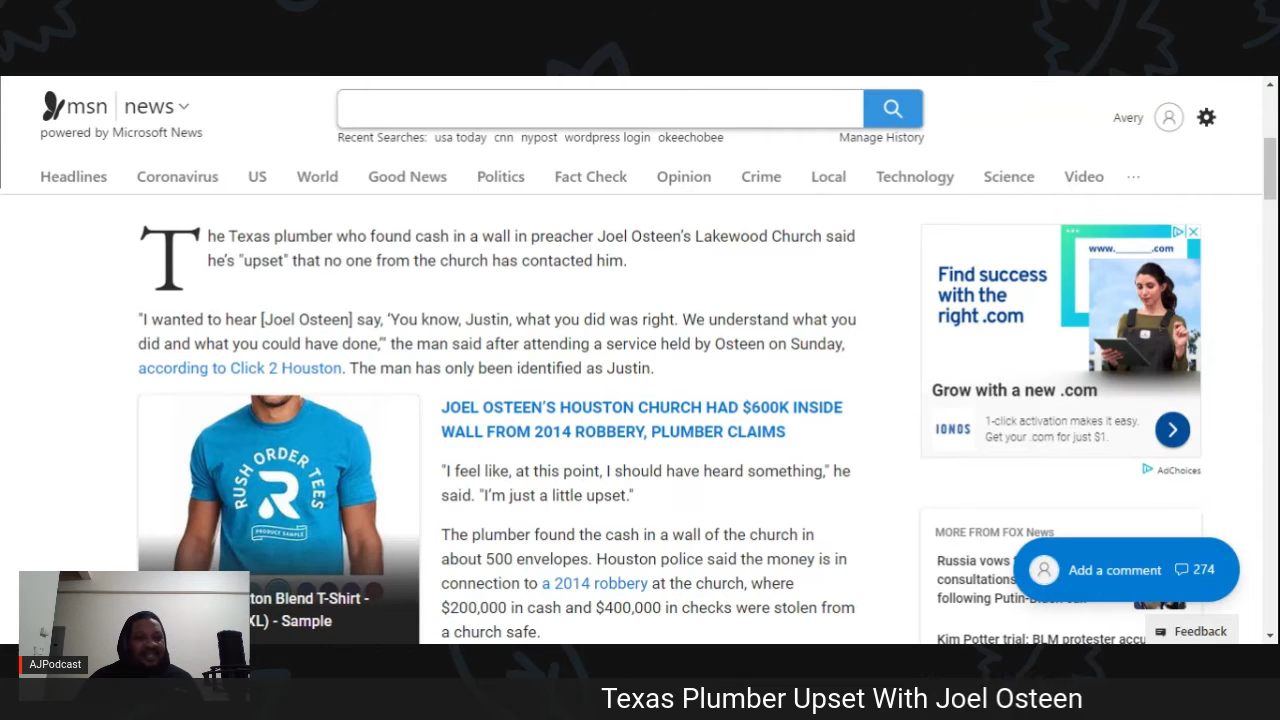 msn news
powered by Microsoft News
Recent Searches: usa today cnn nypost wordpress login okeechobee
Manage History
Avery
Headlines Coronavirus US World Good News Politics Fact Check Opinion Crime Local Technology Science Video ...
The Texas plumber who found cash in a wall in preacher Joel Osteen's Lakewood Church said
he's "upset" that no one from the church has contacted him.
"I wanted to hear [Joel Osteen] say, 'You know, Justin, what you did was right. We understand what you
did and what you could have done,'" the man said after attending a service held by Osteen on Sunday,
according to Click 2 Houston. The man has only been identified as Justin.
RUSH ORDER TEES
R
PRODUCT SAMPLE
ton Blend T-Shirt -
XL) - Sample
JOEL OSTEEN'S HOUSTON CHURCH HAD $600K INSIDE
WALL FROM 2014 ROBBERY, PLUMBER CLAIMS
"I feel like, at this point, I should have heard something," he
said. "I'm just a little upset."
The plumber found the cash in a wall of the church in
about 500 envelopes. Houston police said the money is in
connection to a 2014 robbery at the church, where
$200,000 in cash and $400,000 in checks were stolen from
a church safe.
www.________.com
Find success
with the
right .com
Grow with a new .com
IONOS
1-click activation makes it easy.
Get your .com for just $1.
AdChoices
MORE FROM FOX News
Russia vows
consultations
following Putin-
Kim Potter trial: BLM protester accu
Add a comment 274
Feedback
AJPodcast
Texas Plumber Upset With Joel Osteen